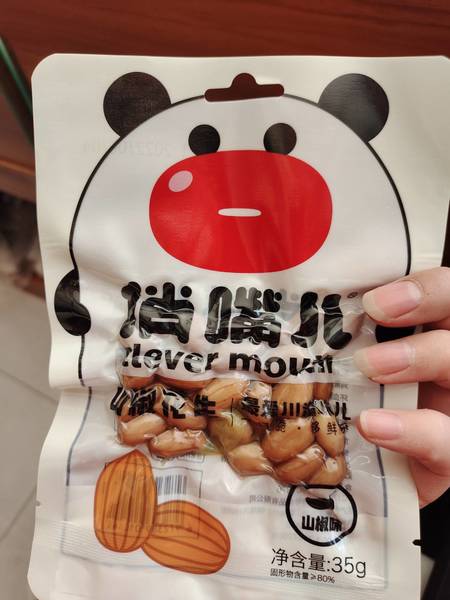 俏嘴儿
clever mouth
山椒花生
山椒味
净含量:35g
固形物含量≥80%